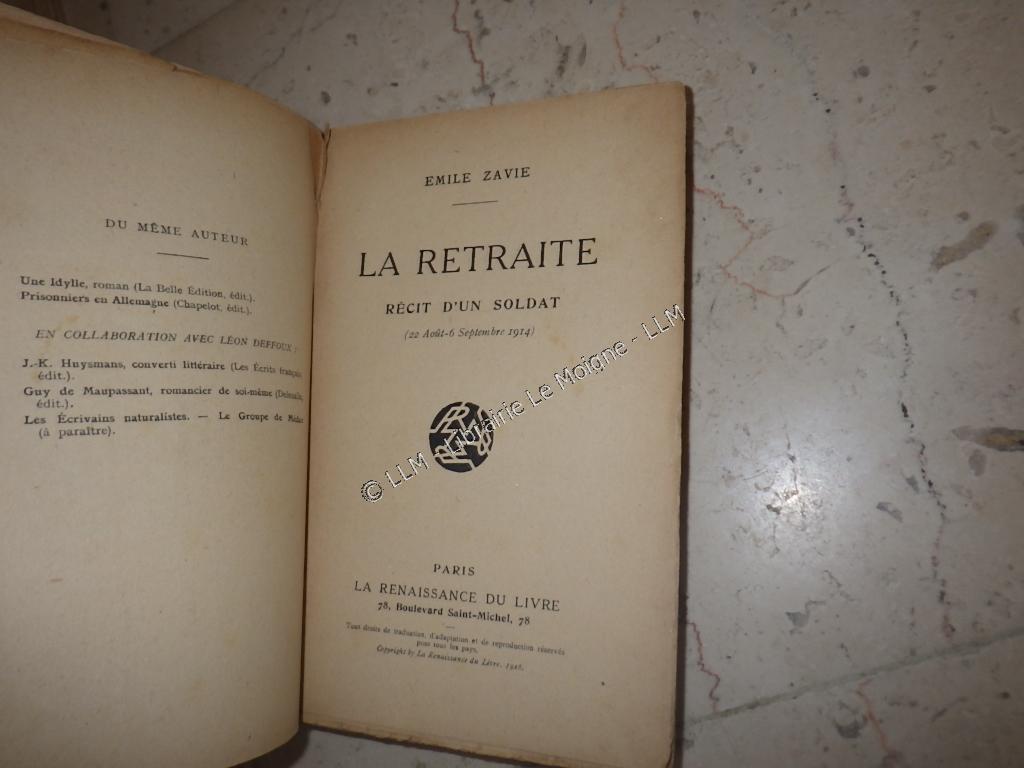 DU MÊME AUTEUR
Une Idylle, roman (La Belle Édition, édit.).
Prisonniers en Allemagne (Chapelot, édit.).
EN COLLABORATION AVEC LÉON DEFFOUX :
J.-K. Huysmans, converti littéraire (Les Écrits français
édit.).
Guy de Maupassant, romancier de soi-même
édit.).
Les Écrivains naturalistes. — Le Groupe de
(à paraître).
EMILE ZAVIE
LA RETRAITE
RÉCIT D'UN SOLDAT
(22 Août-6 Septembre 1914)
PARIS
LA RENAISSANCE DU LIVRE
78, Boulevard Saint-Michel, 78
Tout droits de traduction, d'adaptation et de reproduction réservés
pour tous les pays.
Copyright by La Renaissance du Livre, 1918.
© LLM - Librairie Le Moigne - LLM